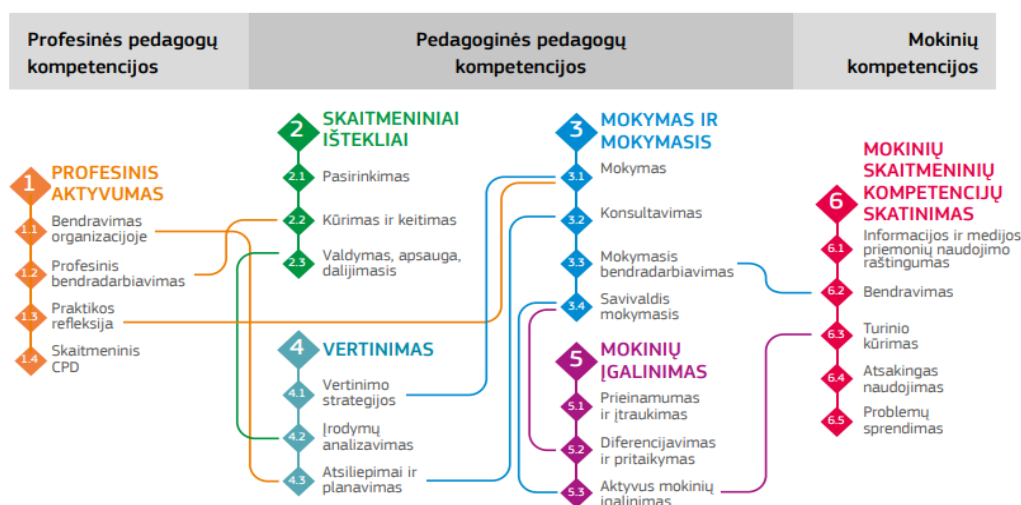 Profesinės pedagogų
kompetencijos
Pedagoginės pedagogų
kompetencijos
Mokinių
kompetencijos
1
PROFESINIS
AKTYVUMAS
1.1
Bendravimas
organizacijoje
1.2
Profesinis
bendradarbiavimas
1.3
Praktikos
refleksija
1.4
Skaitmeninis
CPD
2
SKAITMENINIAI
IŠTEKLIAI
2.1
Pasirinkimas
2.2
Kūrimas ir keitimas
2.3
Valdymas, apsauga,
dalijimasis
3
MOKYMAS IR
MOKYMASIS
3.1
Mokymas
3.2
Konsultavimas
3.3
Mokymasis
bendradarbiavimas
3.4
Savivaldis
mokymasis
4
VERTINIMAS
4.1
Vertinimo
strategijos
4.2
Įrodymų
analizavimas
4.3
Atsiliepimai ir
planavimas
5
MOKINIŲ
ĮGALINIMAS
5.1
Prieinamumas
ir įtraukimas
5.2
Diferencijavimas
ir pritaikymas
5.3
Aktyvus mokinių
įgalinimas
6
MOKINIŲ
SKAITMENINIŲ
KOMPETENCIJŲ
SKATINIMAS
6.1
Informacijos ir medijos
priemonių naudojimo
raštingumas
6.2
Bendravimas
6.3
Turinio
kūrimas
6.4
Atsakingas
naudojimas
6.5
Problemų
sprendimas